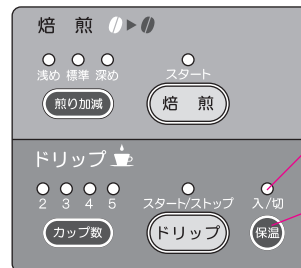 焙 煎
浅め 標準 深め
スタート
煎り加減
焙 煎
ドリップ
2 3 4 5
スタート/ストップ
入/切
カップ数
ドリップ
保温